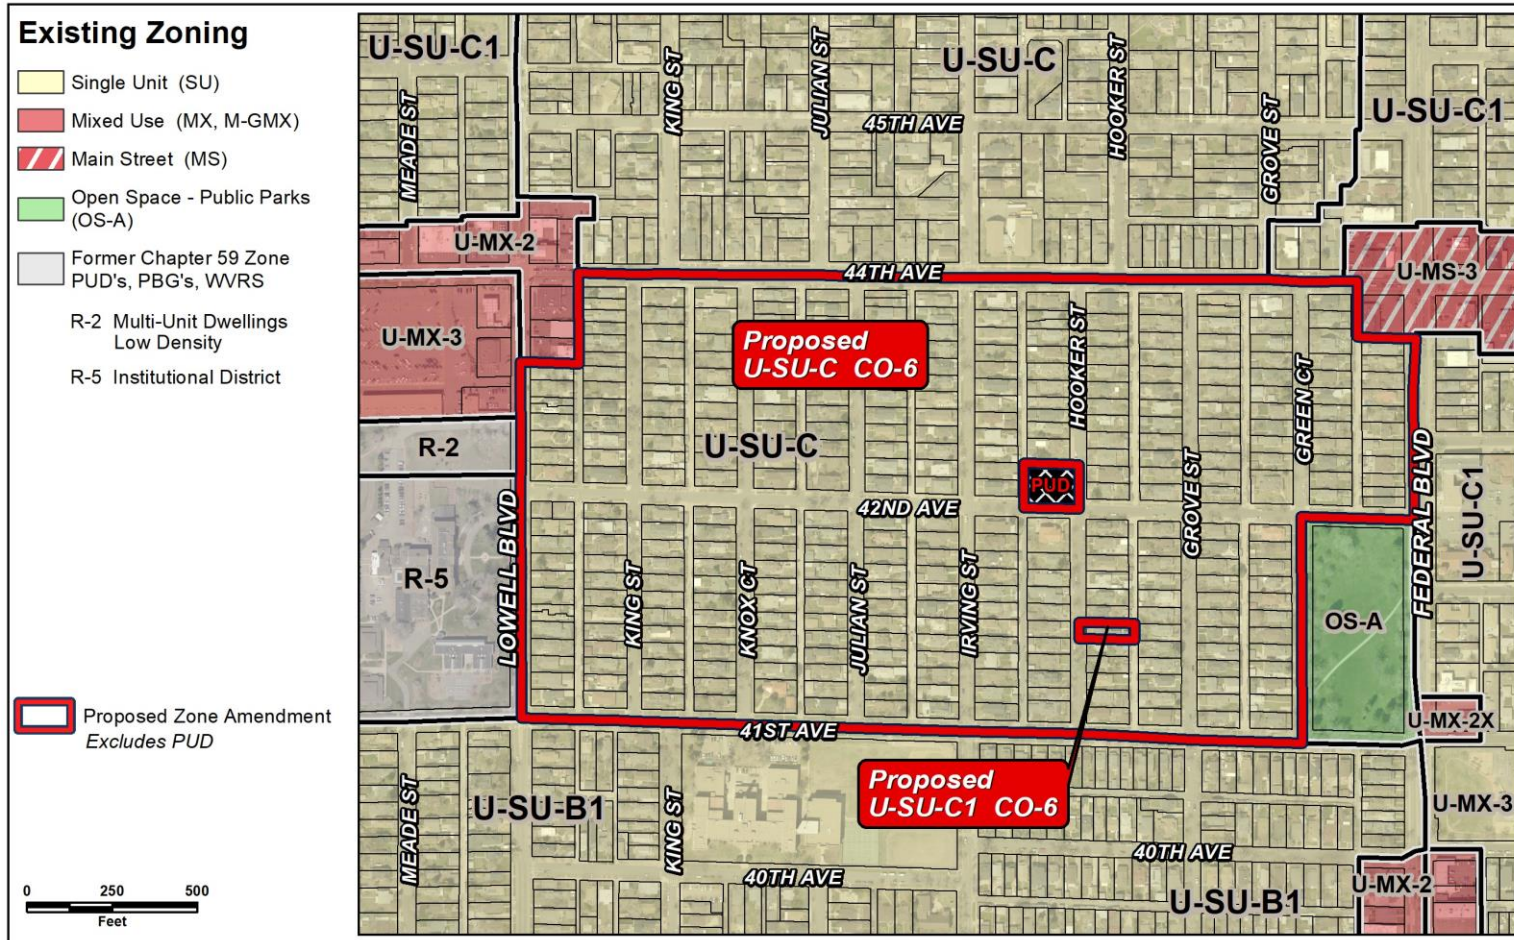 Existing Zoning
Single Unit (SU)
Mixed Use (MX, M-GMX)
Main Street (MS)
Open Space - Public Parks
(OS-A)
Former Chapter 59 Zone
PUD's, PBG's, WVRS
R-2 Multi-Unit Dwellings
Low Density
R-5 Institutional District
Proposed Zone Amendment
Excludes PUD
0 250 500
Feet
U-SU-C1
KING ST
JULIAN ST
U-SU-C
HOOKER ST
GROVE ST
U-SU-C1
MEADE ST
45TH AVE
U-MX-2
44TH AVE
U-MS-3
U-MX-3
Proposed
U-SU-C CO-6
HOOKER ST
GREEN CT
R-2
U-SU-C
PUD
42ND AVE
GROVE ST
FEDERAL BLVD
U-SU-C1
LOWELL BLVD
R-5
KING ST
KNOX CT
JULIAN ST
IRVING ST
OS-A
41ST AVE
U-MX-2X
Proposed
U-SU-C1 CO-6
MEADE ST
U-SU-B1
KING ST
U-MX-3
40TH AVE
40TH AVE
U-SU-B1
U-MX-2